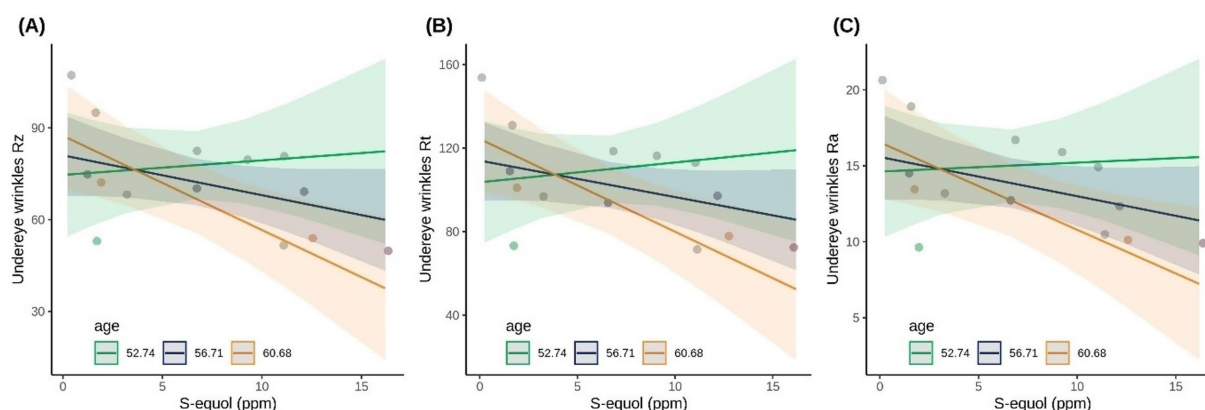 (A)
Undereye wrinkles Rz
90
60
30
0
5
10
15
S-equol (ppm)
age
52.74
56.71
60.68
(B)
Undereye wrinkles Rt
160
120
80
40
0
5
10
15
S-equol (ppm)
age
52.74
56.71
60.68
(C)
Undereye wrinkles Ra
20
15
10
5
0
5
10
15
S-equol (ppm)
age
52.74
56.71
60.68